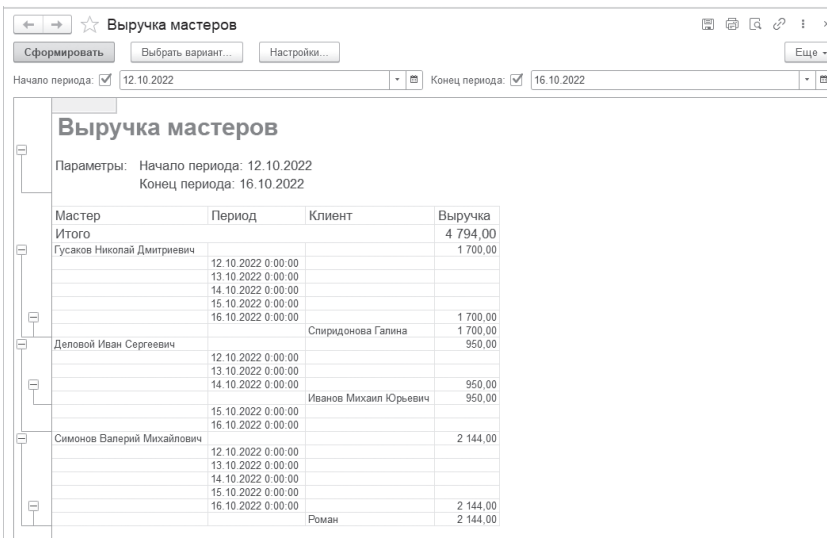 Выручка мастеров
Сформировать Выбрать вариант... Настройки... Еще
Начало периода: 12.10.2022 Конец периода: 16.10.2022
Выручка мастеров
Параметры: Начало периода: 12.10.2022
Конец периода: 16.10.2022
Мастер Период Клиент Выручка
Итого 4 794,00
Гусаков Николай Дмитриевич 1 700,00
12.10.2022 0:00:00
13.10.2022 0:00:00
14.10.2022 0:00:00
15.10.2022 0:00:00
16.10.2022 0:00:00 1 700,00
Спиридонова Галина 1 700,00
Деловой Иван Сергеевич 950,00
12.10.2022 0:00:00
13.10.2022 0:00:00
14.10.2022 0:00:00 950,00
Иванов Михаил Юрьевич 950,00
15.10.2022 0:00:00
16.10.2022 0:00:00
Симонов Валерий Михайлович 2 144,00
12.10.2022 0:00:00
13.10.2022 0:00:00
14.10.2022 0:00:00
15.10.2022 0:00:00
16.10.2022 0:00:00 2 144,00
Роман 2 144,00